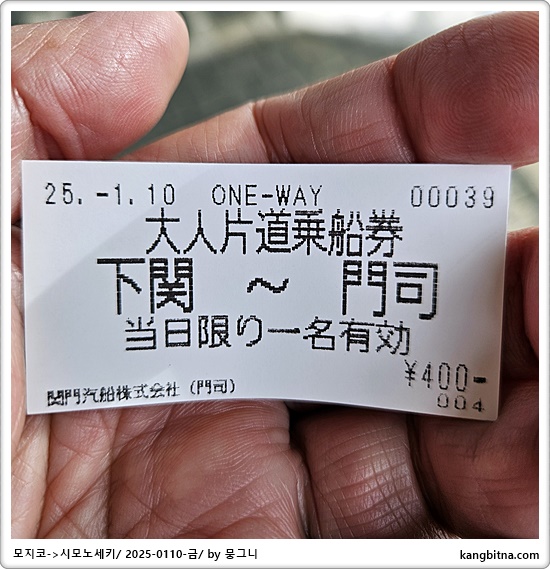 25. -1. 10 ONE-WAY 00039
大人片道乗船券
下関 ~ 門司
当日限り一名有効
¥400-
関門汽船株式会社 (門司) 004
모지코->시모노세키/ 2025-0110-금/ by 뭉그니 kangbitna.com